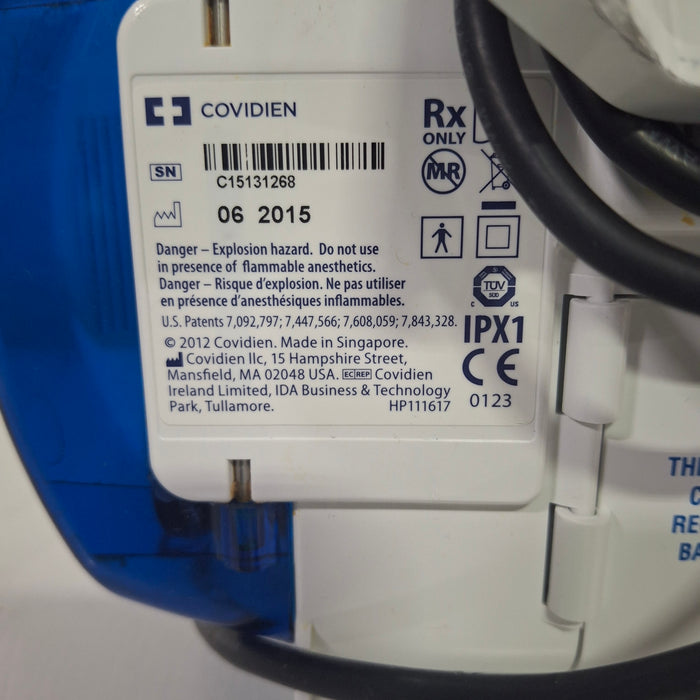 COVIDIEN
Rx
ONLY
SN
C15131268
MR
06 2015
Danger – Explosion hazard. Do not use
in presence of flammable anesthetics.
Danger – Risque d'explosion. Ne pas utiliser
en présence d'anesthésiques inflammables.
TÜV
SÜD
C US
U.S. Patents 7,092,797; 7,447,566; 7,608,059; 7,843,328.
IPX1
© 2012 Covidien. Made in Singapore.
Covidien llc, 15 Hampshire Street,
Mansfield, MA 02048 USA. EC REP Covidien
Ireland Limited, IDA Business & Technology
Park, Tullamore.
HP111617
CE
0123